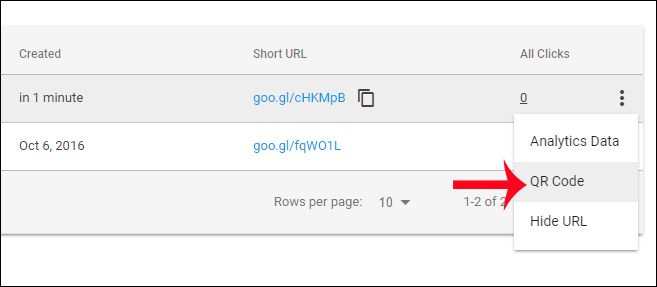 Created Short URL All Clicks
in 1 minute goo.gl/cHKMpB 0
Analytics Data
Oct 6, 2016 goo.gl/fqWO1L
QR Code
Rows per page: 10 1-2 of 2
Hide URL